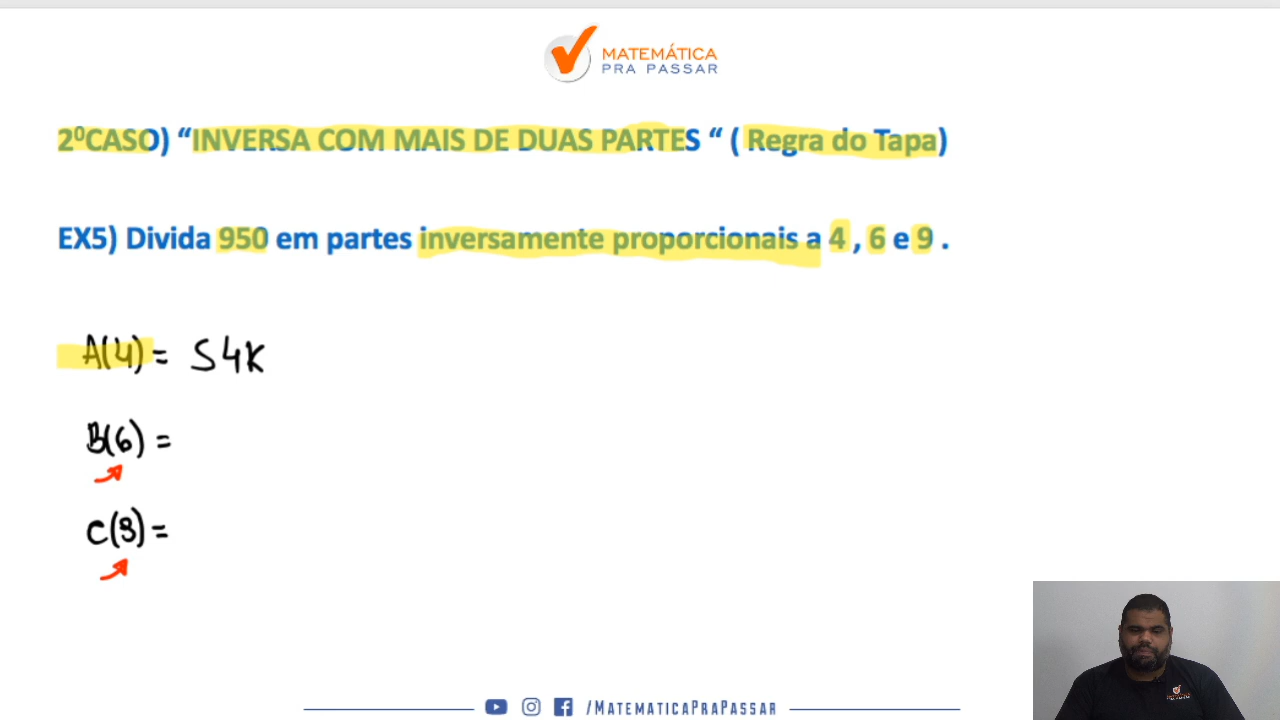 MATEMÁTICA
PRA PASSAR
2ºCASO) “INVERSA COM MAIS DE DUAS PARTES “ ( Regra do Tapa)
EX5) Divida 950 em partes inversamente proporcionais a 4 , 6 e 9 .
A(4) = 54K
B(6) =
C(9) =
/MATEMATICAPRAPASSAR